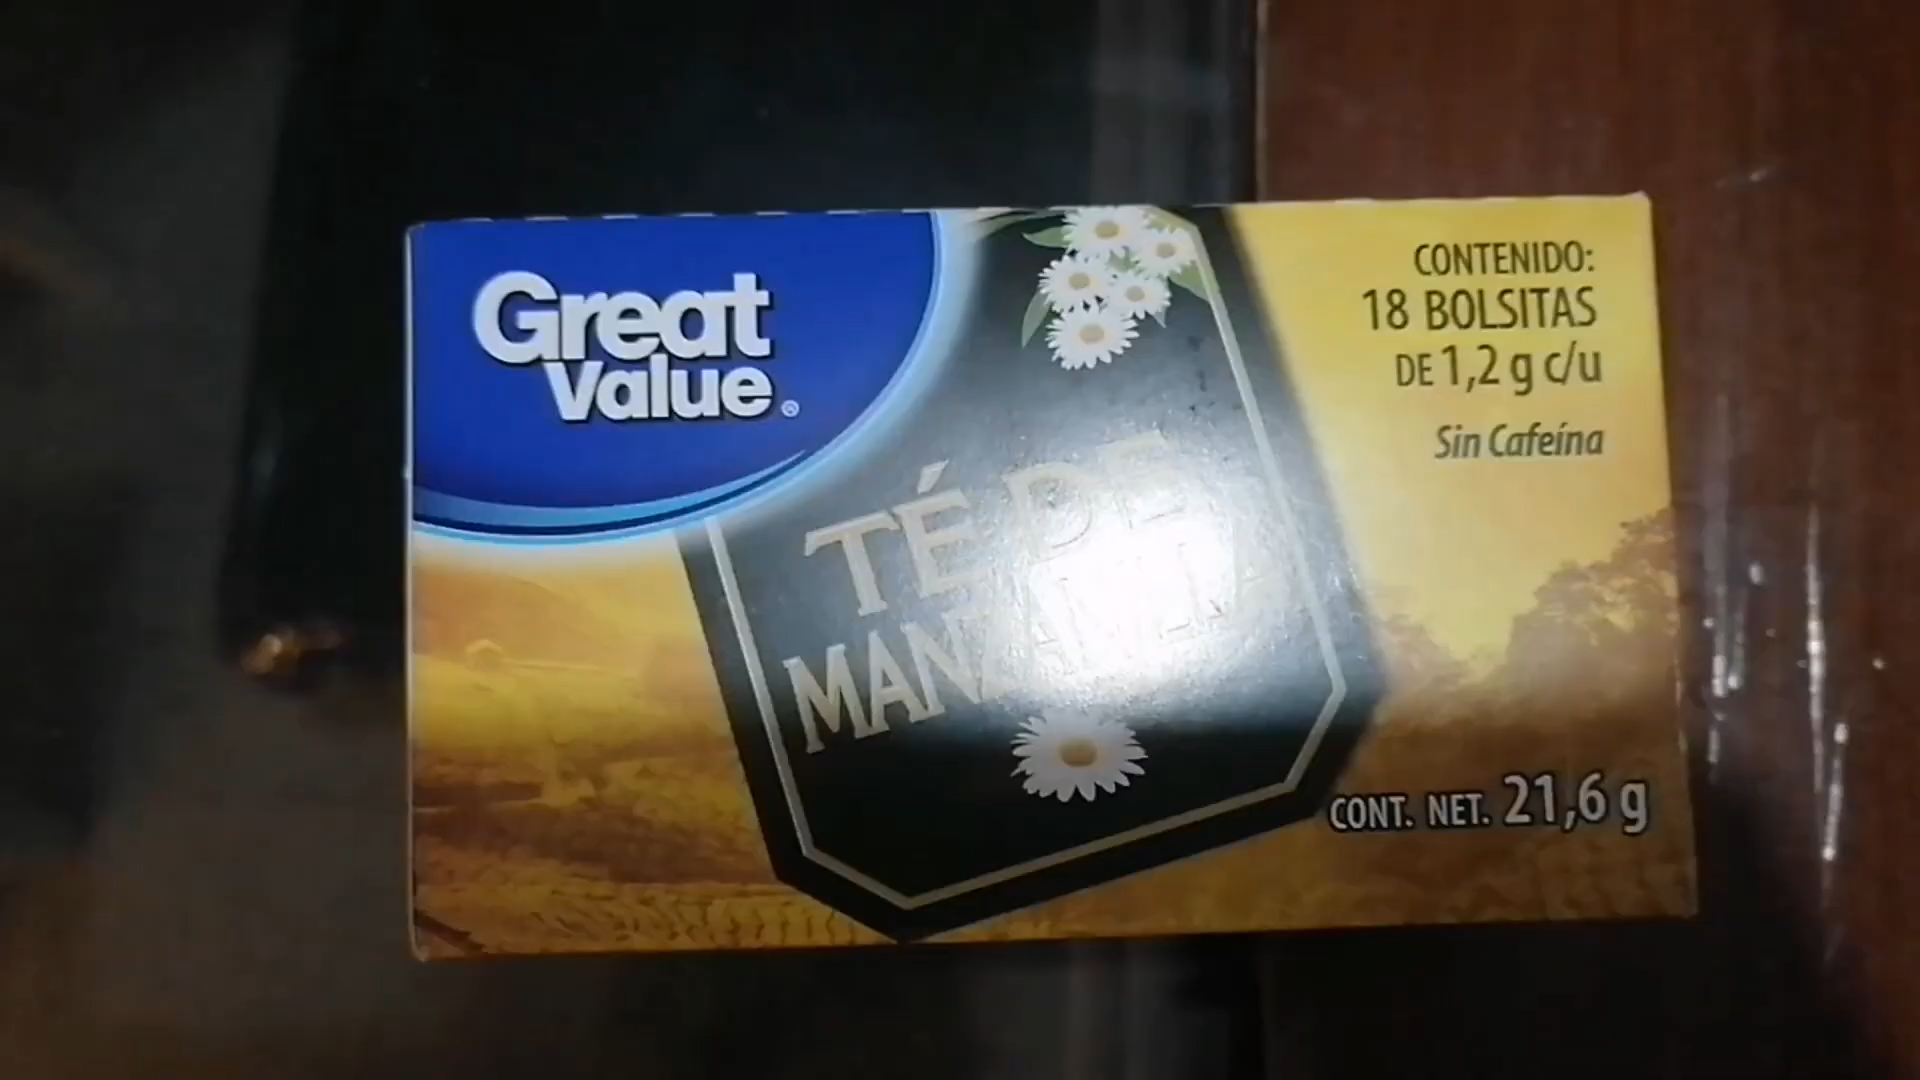 Great
Value®
CONTENIDO:
18 BOLSITAS
DE 1,2 g c/u
Sin Cafeína
TÉ DE
MANZANILLA
CONT. NET. 21,6 g